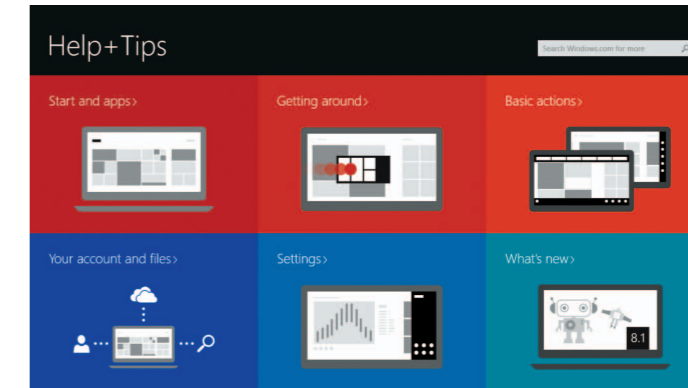 Help+Tips
Search Windows.com for more
Start and apps>
Getting around>
Basic actions>
Your account and files>
Settings>
What's new>
8.1